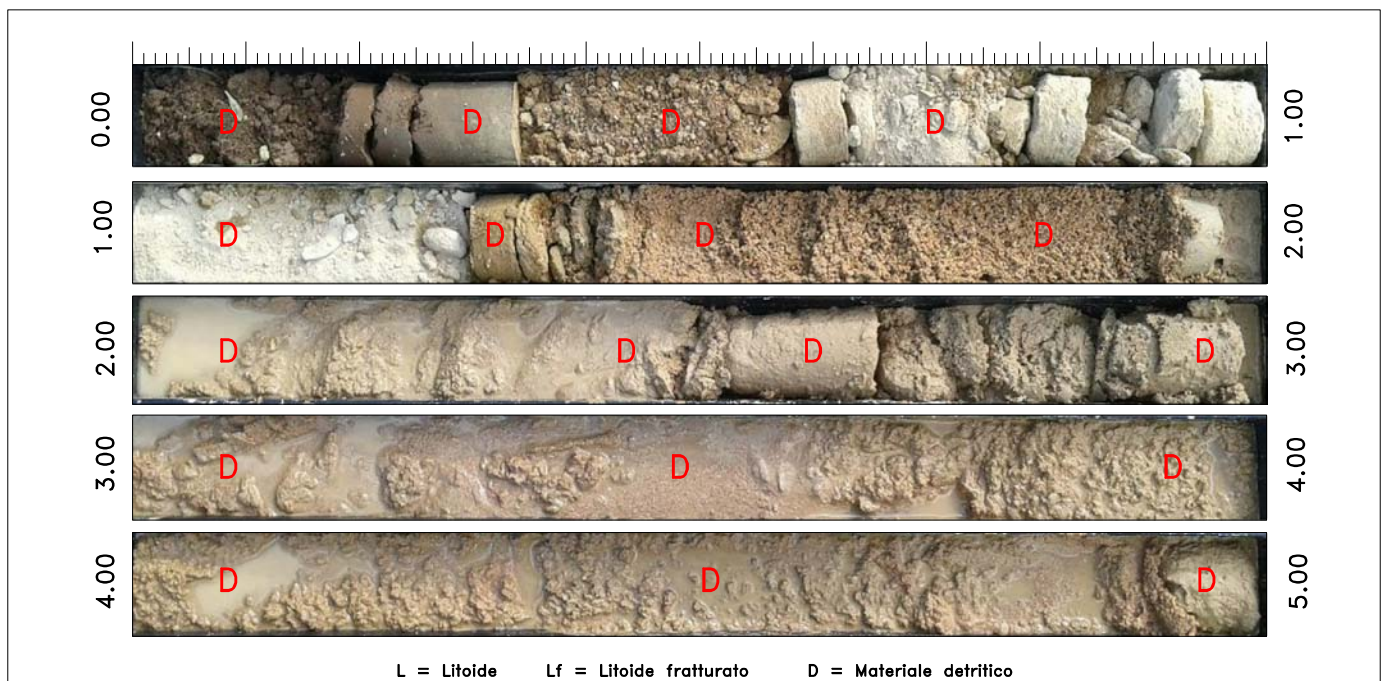 0.00 D D D D 1.00
1.00 D D D D 2.00
2.00 D D D D 3.00
3.00 D D D 4.00
4.00 D D D 5.00
L = Litoide Lf = Litoide fratturato D = Materiale detritico